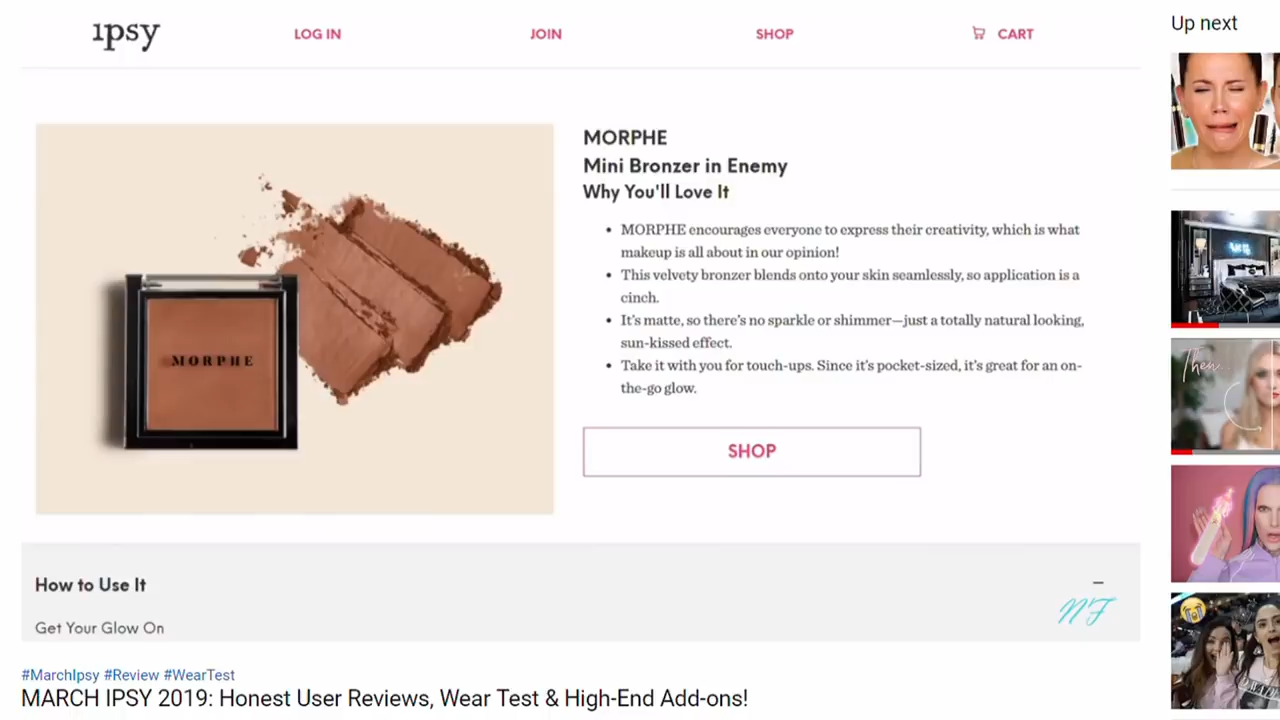 ıpsy
LOG IN
JOIN
SHOP
CART
Up next
MORPHE
Mini Bronzer in Enemy
Why You'll Love It
• MORPHE encourages everyone to express their creativity, which is what
makeup is all about in our opinion!
• This velvety bronzer blends onto your skin seamlessly, so application is a
cinch.
• It's matte, so there's no sparkle or shimmer—just a totally natural looking,
sun-kissed effect.
• Take it with you for touch-ups. Since it's pocket-sized, it's great for an on-
the-go glow.
MORPHE
SHOP
Then...
How to Use It
–
Get Your Glow On
NF
#MarchIpsy #Review #WearTest
MARCH IPSY 2019: Honest User Reviews, Wear Test & High-End Add-ons!